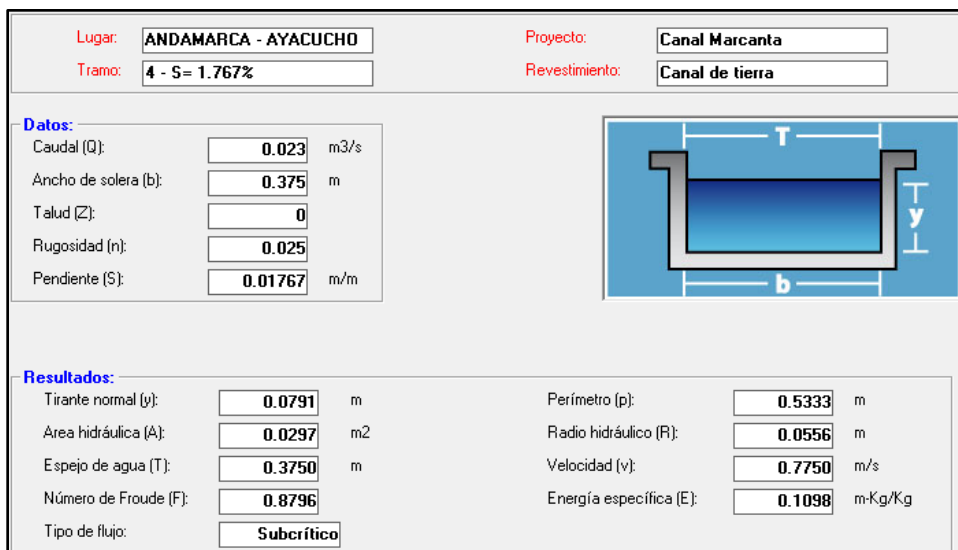 Lugar: ANDAMARCA - AYACUCHO Proyecto: Canal Marcanta
Tramo: 4 - S= 1.767% Revestimiento: Canal de tierra
Datos:
Caudal (Q): 0.023 m3/s
Ancho de solera (b): 0.375 m
Talud (Z): 0
Rugosidad (n): 0.025
Pendiente (S): 0.01767 m/m
T
y
b
Resultados:
Tirante normal (y): 0.0791 m Perímetro (p): 0.5333 m
Area hidráulica (A): 0.0297 m2 Radio hidráulico (R): 0.0556 m
Espejo de agua (T): 0.3750 m Velocidad (v): 0.7750 m/s
Número de Froude (F): 0.8796 Energía específica (E): 0.1098 m-Kg/Kg
Tipo de flujo: Subcrítico